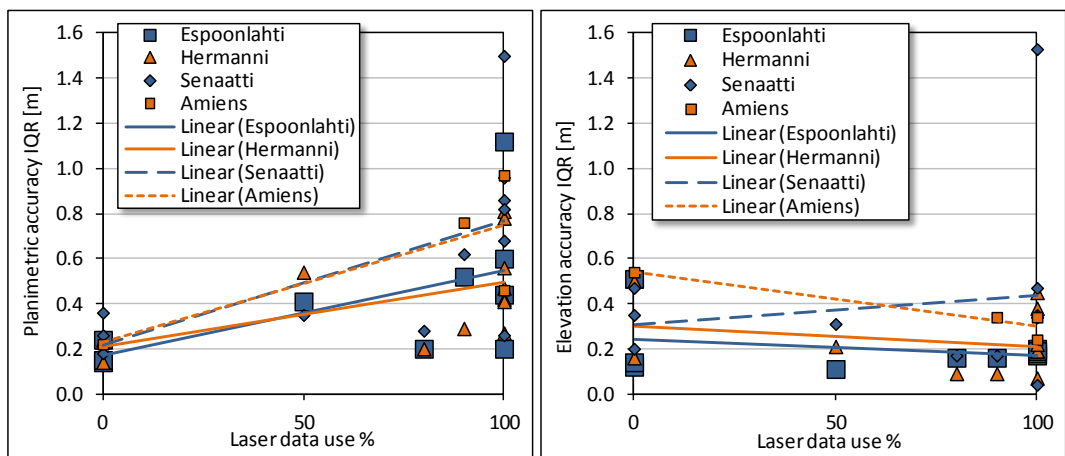 1.6
1.4
1.2
1.0
0.8
0.6
0.4
0.2
0.0
Planimetric accuracy IQR [m]
Espoonlahti
Hermanni
Senaatti
Amiens
Linear (Espoonlahti)
Linear (Hermanni)
Linear (Senaatti)
Linear (Amiens)
0 50 100
Laser data use %
1.6
1.4
1.2
1.0
0.8
0.6
0.4
0.2
0.0
Elevation accuracy IQR [m]
Espoonlahti
Hermanni
Senaatti
Amiens
Linear (Espoonlahti)
Linear (Hermanni)
Linear (Senaatti)
Linear (Amiens)
0 50 100
Laser data use %